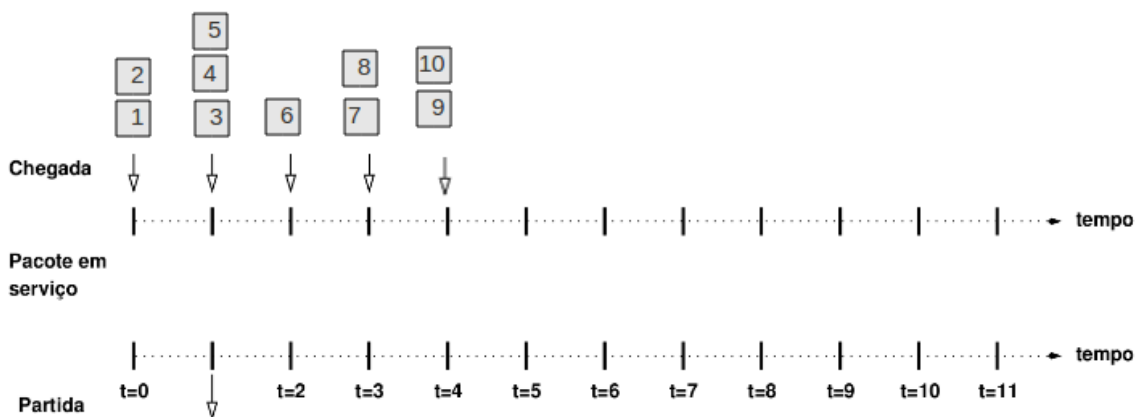 5
2 4 8 10
1 3 6 7 9
Chegada
tempo
Pacote em
serviço
tempo
t=0 t=2 t=3 t=4 t=5 t=6 t=7 t=8 t=9 t=10 t=11
Partida